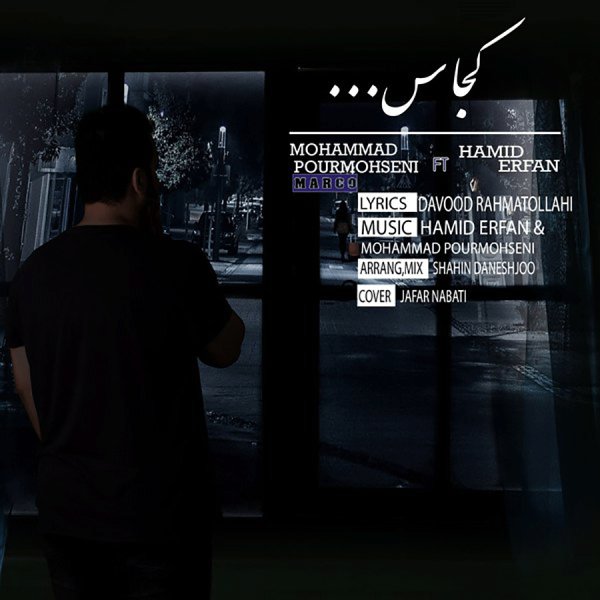 کجاس...
MOHAMMAD POURMOHSENI
MARCO
FT
HAMID ERFAN
LYRICS DAVOOD RAHMATOLLAHI
MUSIC HAMID ERFAN &
MOHAMMAD POURMOHSENI
ARRANG,MIX SHAHIN DANESHJOO
COVER JAFAR NABATI